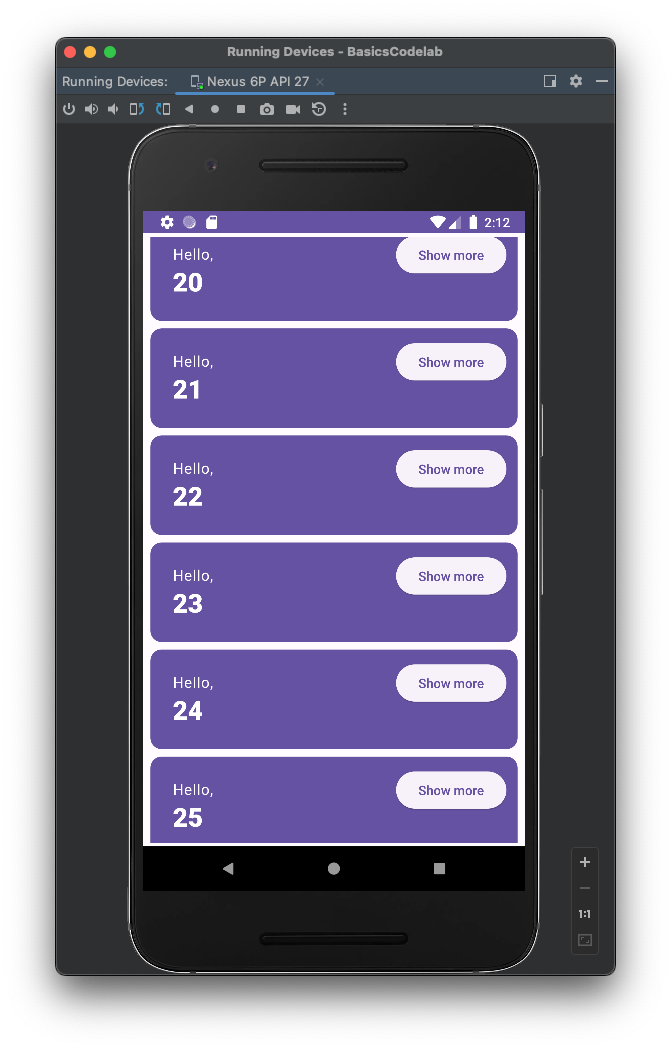 Running Devices - BasicsCodelab
Running Devices: Nexus 6P API 27
2:12
Hello, Show more
20
Hello, Show more
21
Hello, Show more
22
Hello, Show more
23
Hello, Show more
24
Hello, Show more
25
1:1